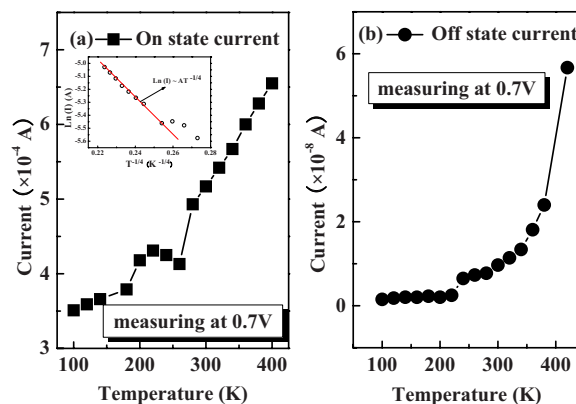 (a) On state current
Ln (I) ~ AT -1/4
Ln (I) (A)
-5.0
-5.1
-5.2
-5.3
-5.4
-5.5
-5.6
0.22 0.24 0.26
T-1/4 (K -1/4)
measuring at 0.7V
Current (×10-4 A)
7
6
5
4
3
100 200 300 400
Temperature (K)
(b) Off state current
measuring at 0.7V
Current (×10-8 A)
6
4
2
0
100 200 300 400
Temperature (K)